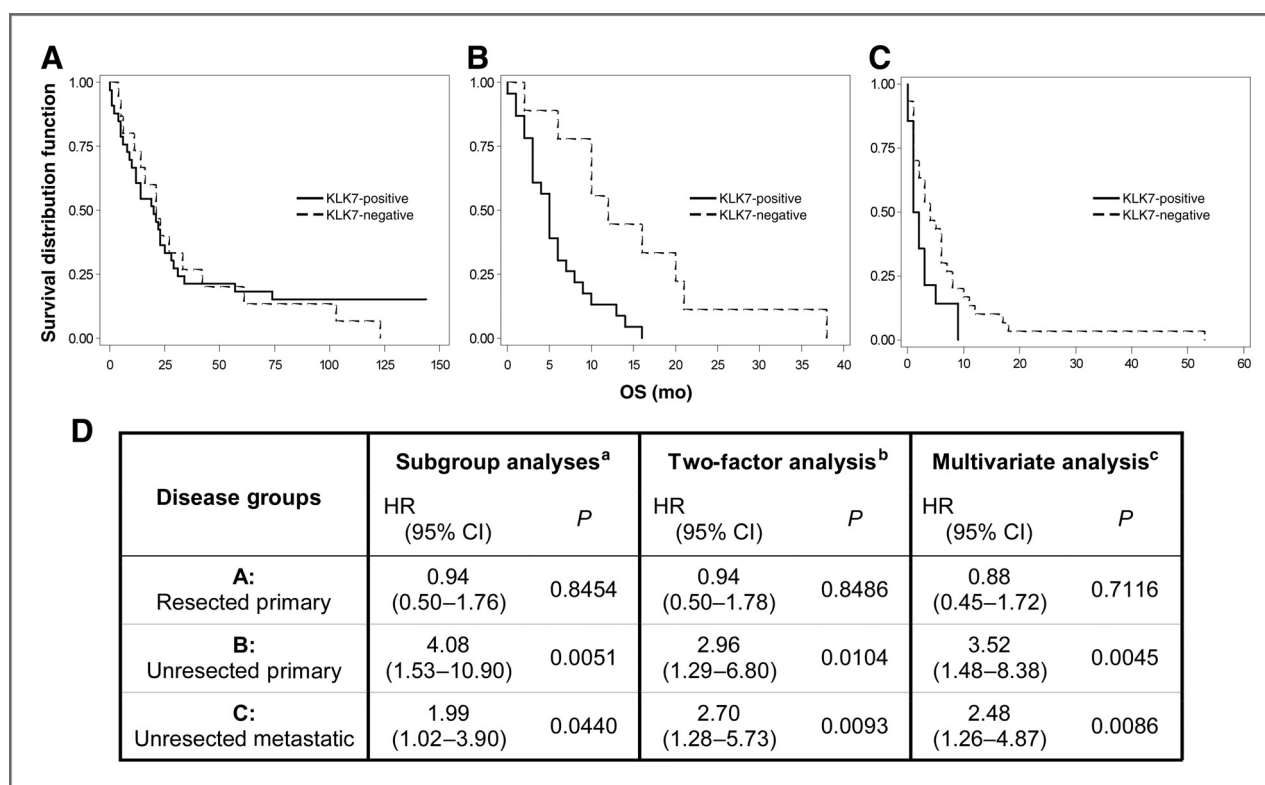 A
B
C
Survival distribution function
1.00
0.75
0.50
0.25
0.00
KLK7-positive
KLK7-negative
0 25 50 75 100 125 150
1.00
0.75
0.50
0.25
0.00
KLK7-positive
KLK7-negative
0 5 10 15 20 25 30 35 40
1.00
0.75
0.50
0.25
0.00
KLK7-positive
KLK7-negative
0 10 20 30 40 50 60
OS (mo)
D
Disease groups
Subgroup analysesᵃ Two-factor analysisᵇ Multivariate analysisᶜ
HR (95% CI) P HR (95% CI) P HR (95% CI) P
A: Resected primary 0.94 (0.50–1.76) 0.8454 0.94 (0.50–1.78) 0.8486 0.88 (0.45–1.72) 0.7116
B: Unresected primary 4.08 (1.53–10.90) 0.0051 2.96 (1.29–6.80) 0.0104 3.52 (1.48–8.38) 0.0045
C: Unresected metastatic 1.99 (1.02–3.90) 0.0440 2.70 (1.28–5.73) 0.0093 2.48 (1.26–4.87) 0.0086